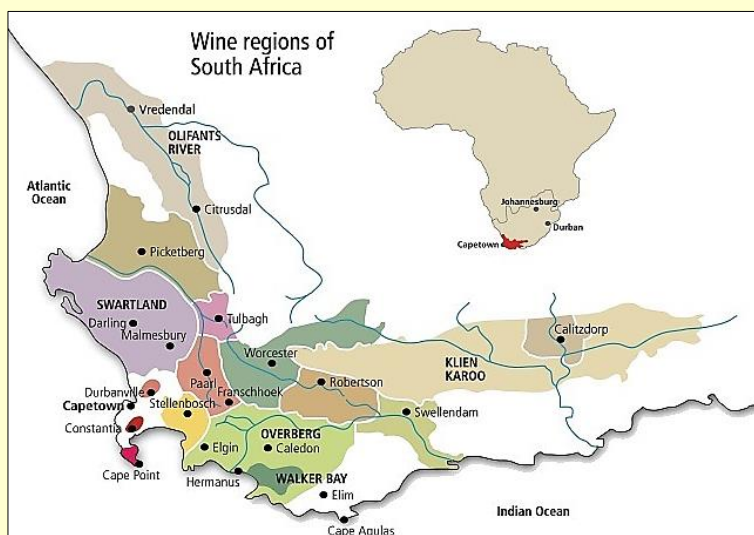 Wine regions of
South Africa
Vredendal
OLIFANTS
RIVER
Atlantic
Ocean
Citrusdal
Johannesburg
Durban
Capetown
Picketberg
SWARTLAND
Darling
Malmesbury
Tulbagh
Calitzdorp
Worcester
KLIEN
KAROO
Durbanville
Paarl
Robertson
Capetown
Franschhoek
Stellenbosch
Swellendam
Constantia
OVERBERG
Elgin
Caledon
Cape Point
Hermanus
WALKER BAY
Elim
Indian Ocean
Cape Agulas